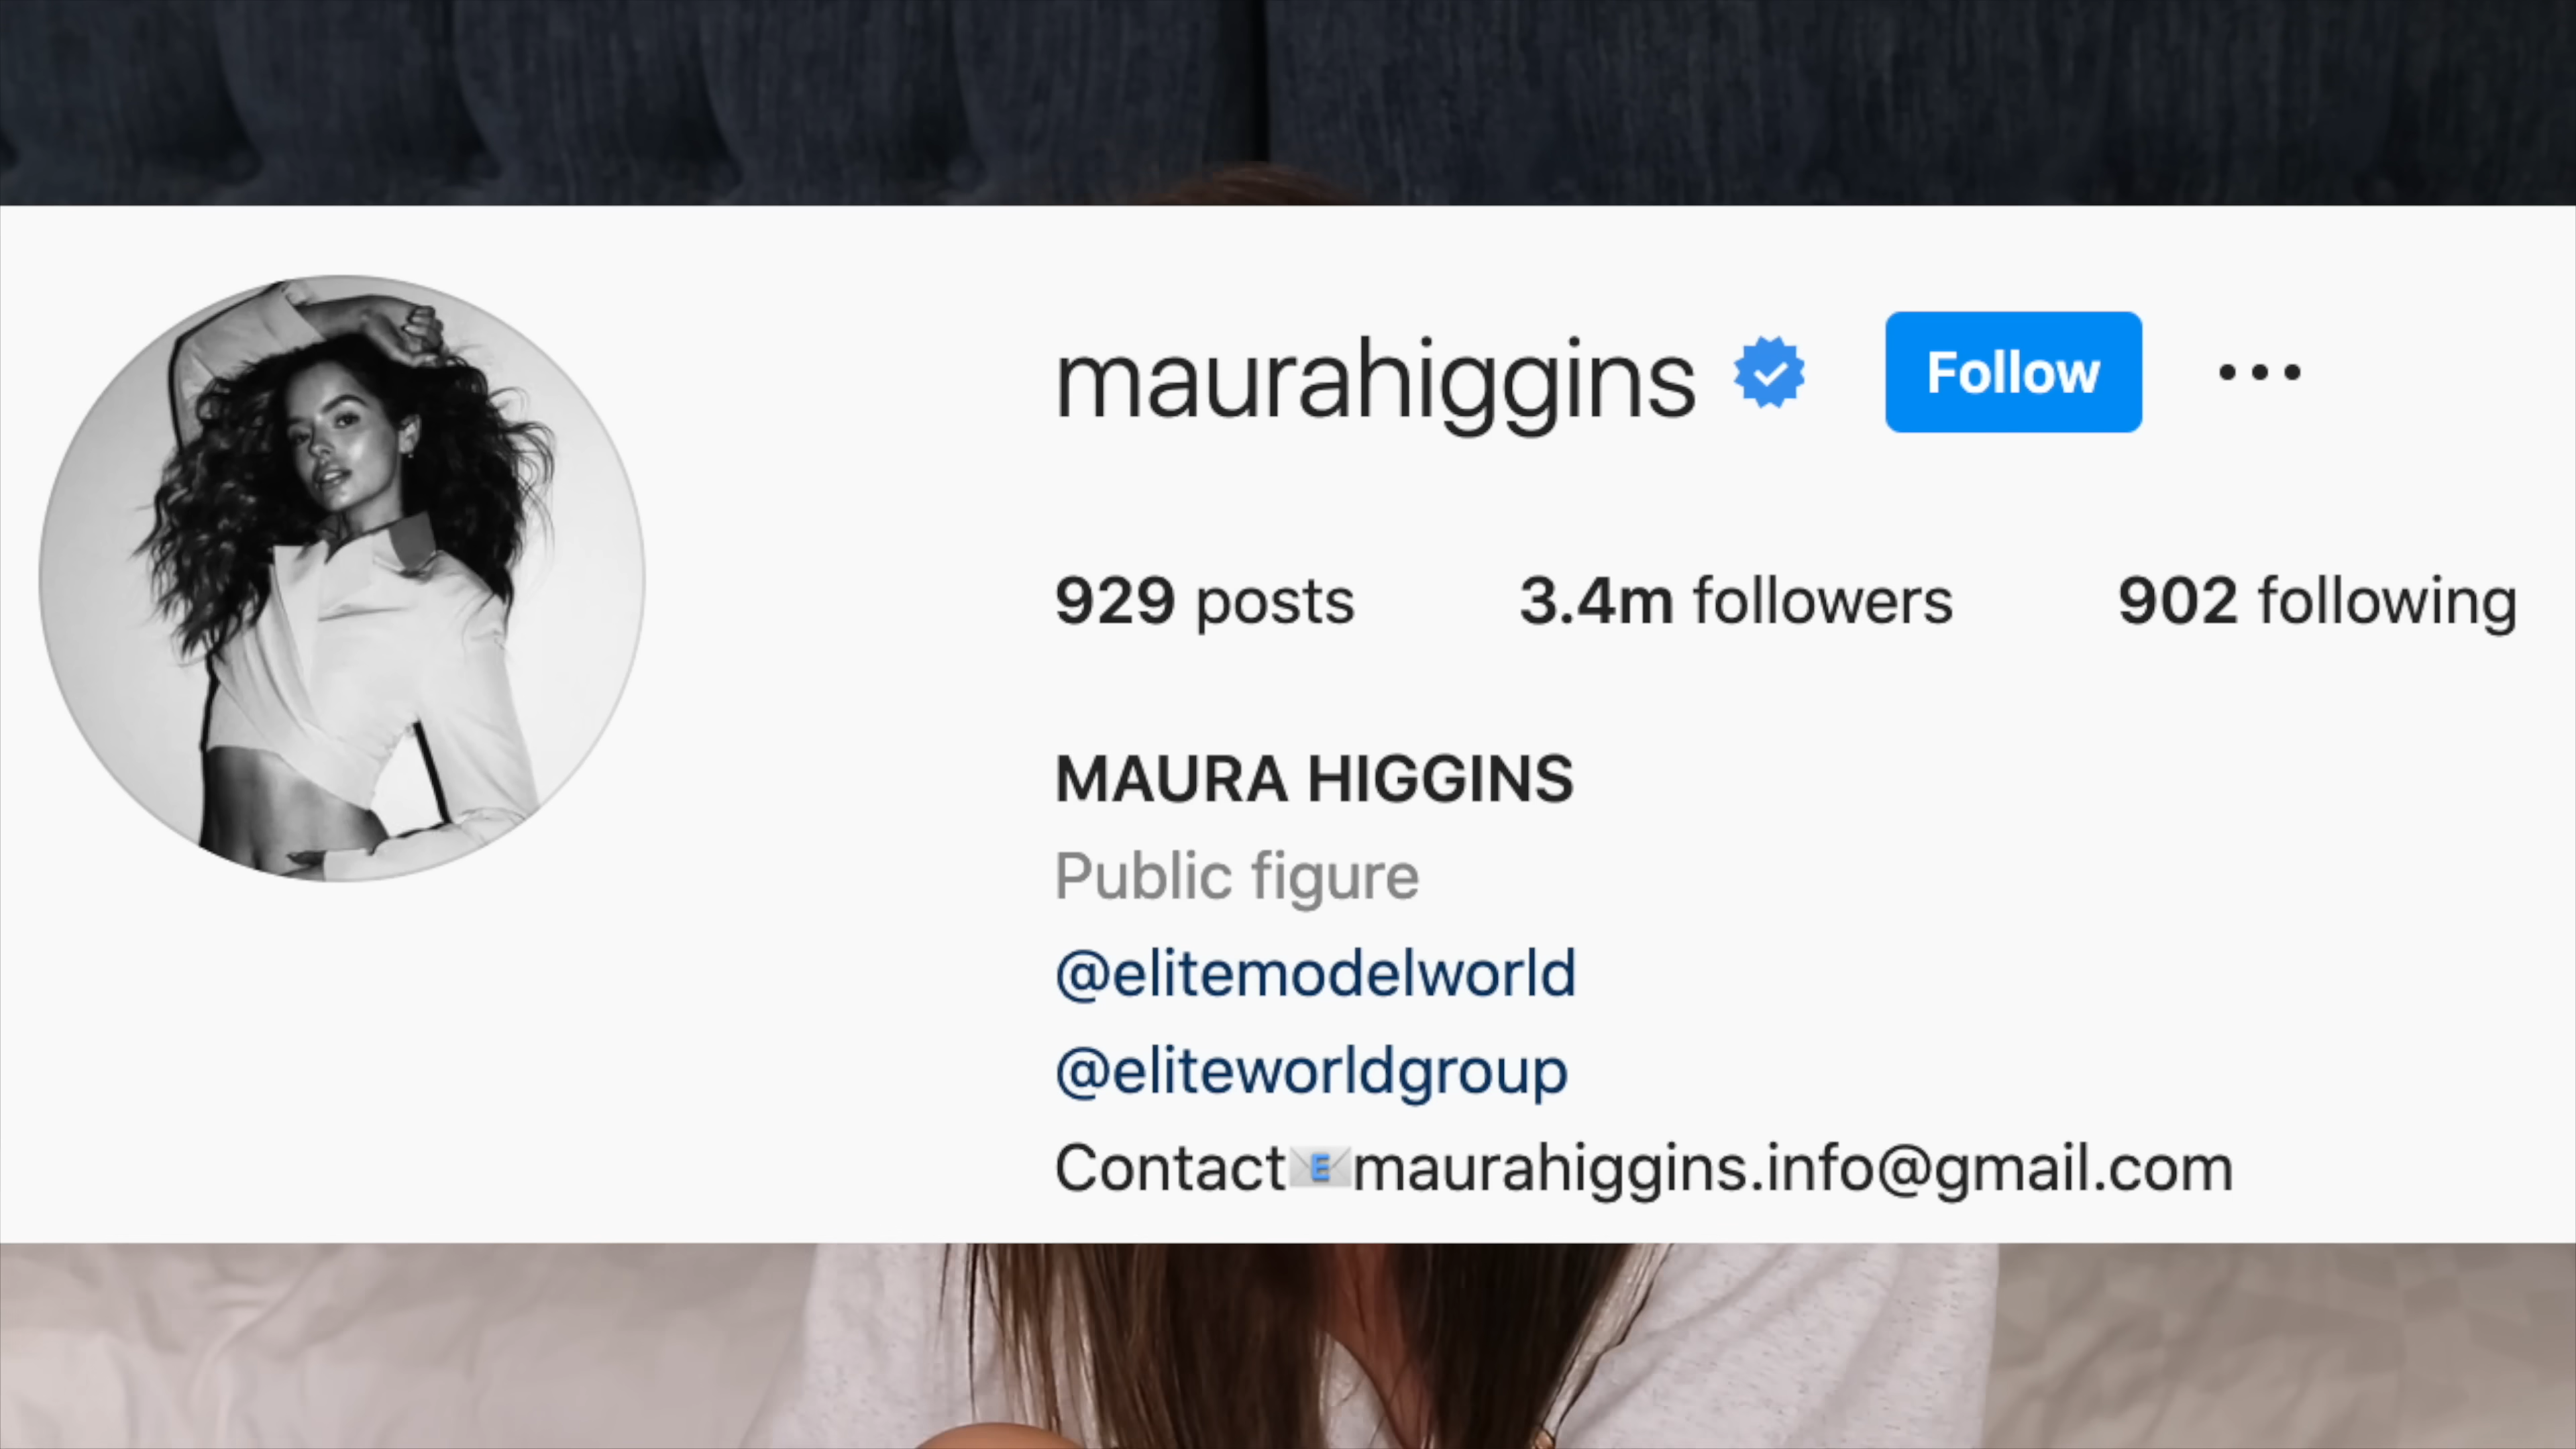 maurahiggins Follow
929 posts 3.4m followers 902 following
MAURA HIGGINS
Public figure
@elitemodelworld
@eliteworldgroup
Contact📧maurahiggins.info@gmail.com